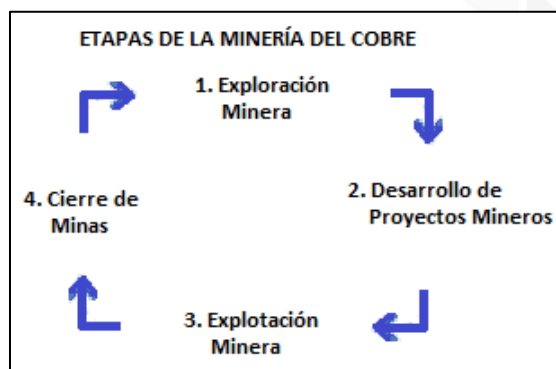 ETAPAS DE LA MINERÍA DEL COBRE
1. Exploración
Minera
2. Desarrollo de
Proyectos Mineros
3. Explotación
Minera
4. Cierre de
Minas